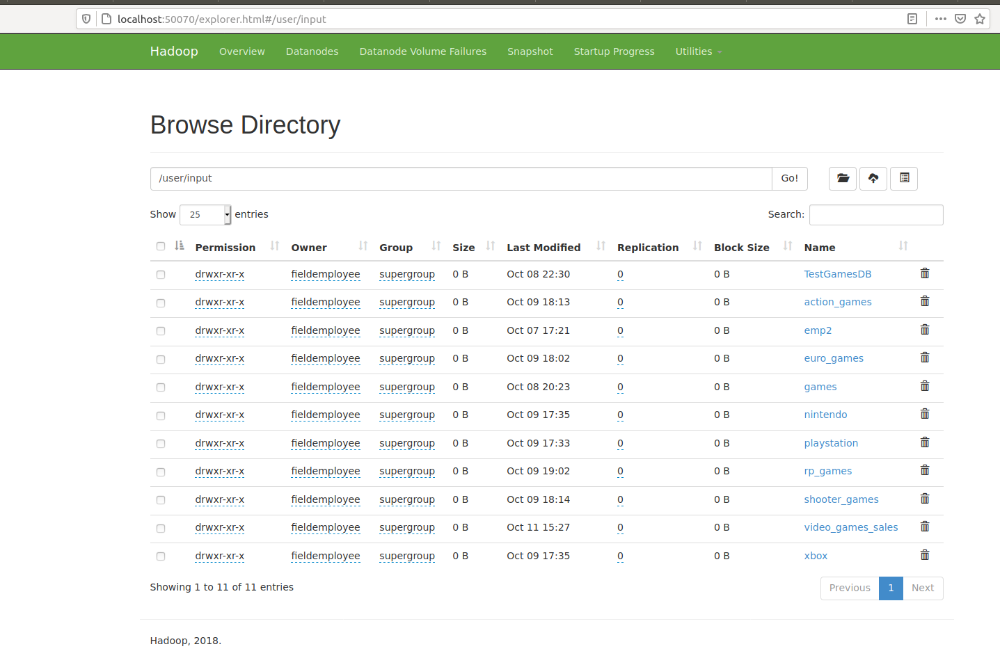 localhost:50070/explorer.html#/user/input
Hadoop Overview Datanodes Datanode Volume Failures Snapshot Startup Progress Utilities
Browse Directory
/user/input Go!
Show 25 entries Search:
Permission Owner Group Size Last Modified Replication Block Size Name
drwxr-xr-x fieldemployee supergroup 0 B Oct 08 22:30 0 0 B TestGamesDB
drwxr-xr-x fieldemployee supergroup 0 B Oct 09 18:13 0 0 B action_games
drwxr-xr-x fieldemployee supergroup 0 B Oct 07 17:21 0 0 B emp2
drwxr-xr-x fieldemployee supergroup 0 B Oct 09 18:02 0 0 B euro_games
drwxr-xr-x fieldemployee supergroup 0 B Oct 08 20:23 0 0 B games
drwxr-xr-x fieldemployee supergroup 0 B Oct 09 17:35 0 0 B nintendo
drwxr-xr-x fieldemployee supergroup 0 B Oct 09 17:33 0 0 B playstation
drwxr-xr-x fieldemployee supergroup 0 B Oct 09 19:02 0 0 B rp_games
drwxr-xr-x fieldemployee supergroup 0 B Oct 09 18:14 0 0 B shooter_games
drwxr-xr-x fieldemployee supergroup 0 B Oct 11 15:27 0 0 B video_games_sales
drwxr-xr-x fieldemployee supergroup 0 B Oct 09 17:35 0 0 B xbox
Showing 1 to 11 of 11 entries Previous 1 Next
Hadoop, 2018.